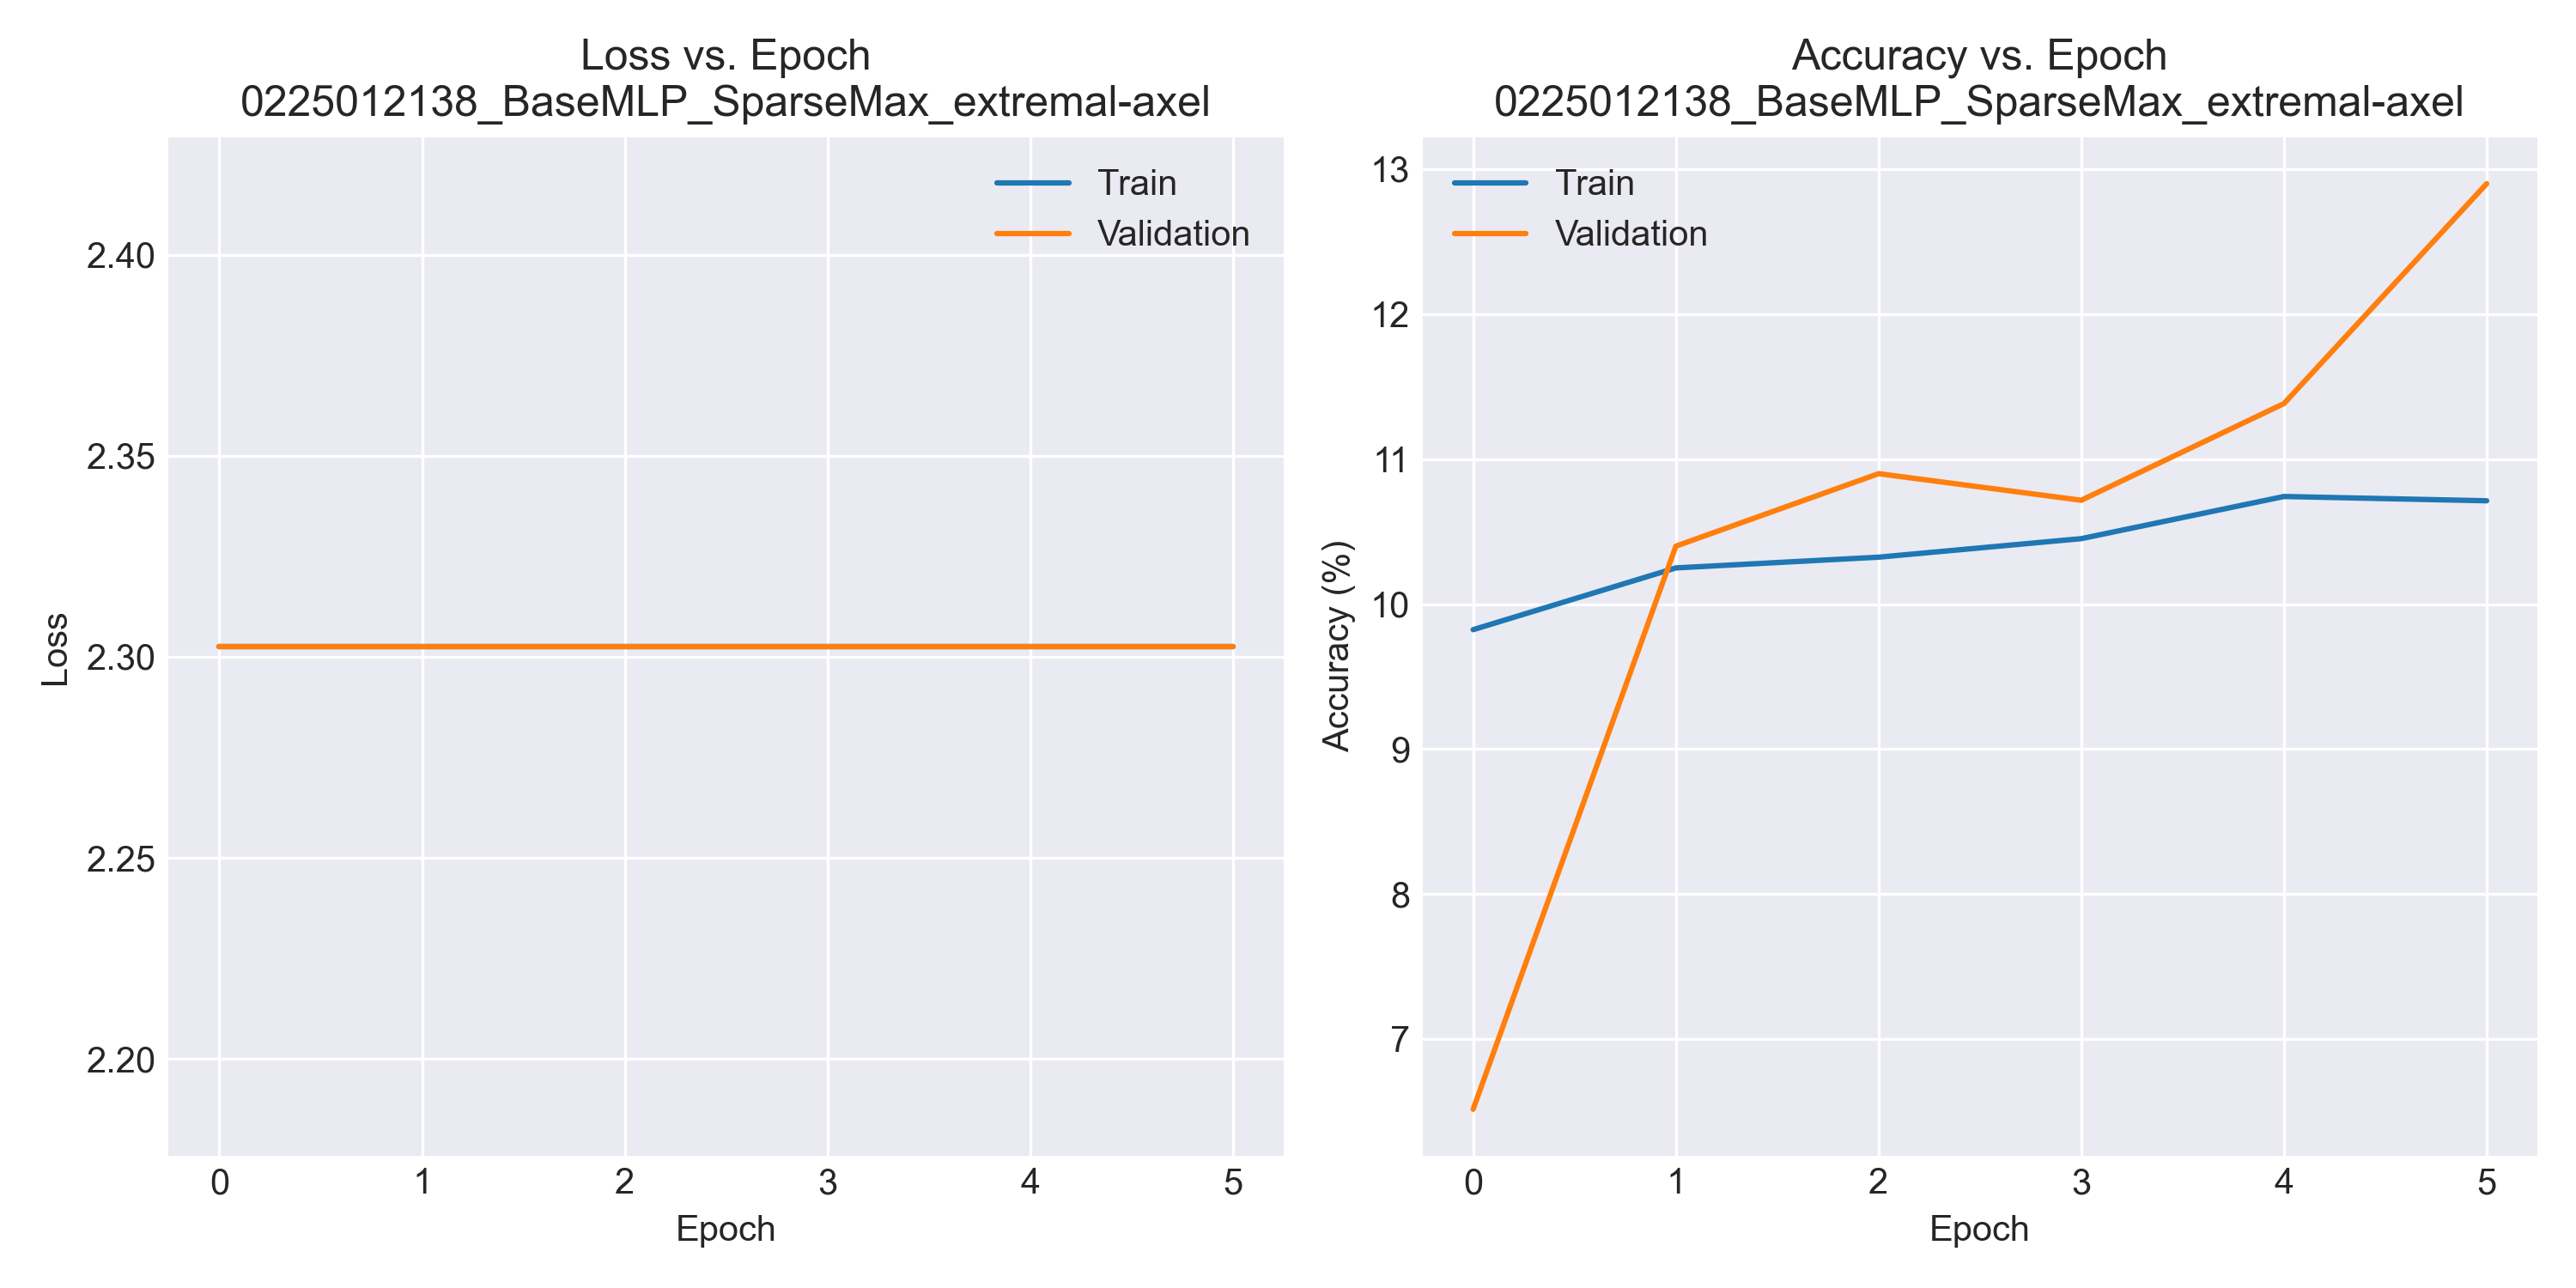 Loss vs. Epoch
0225012138_BaseMLP_SparseMax_extremal-axel
Train
Validation
2.40
2.35
2.30
2.25
2.20
Loss
0 1 2 3 4 5
Epoch
Accuracy vs. Epoch
0225012138_BaseMLP_SparseMax_extremal-axel
Train
Validation
13
12
11
10
9
8
7
Accuracy (%)
0 1 2 3 4 5
Epoch